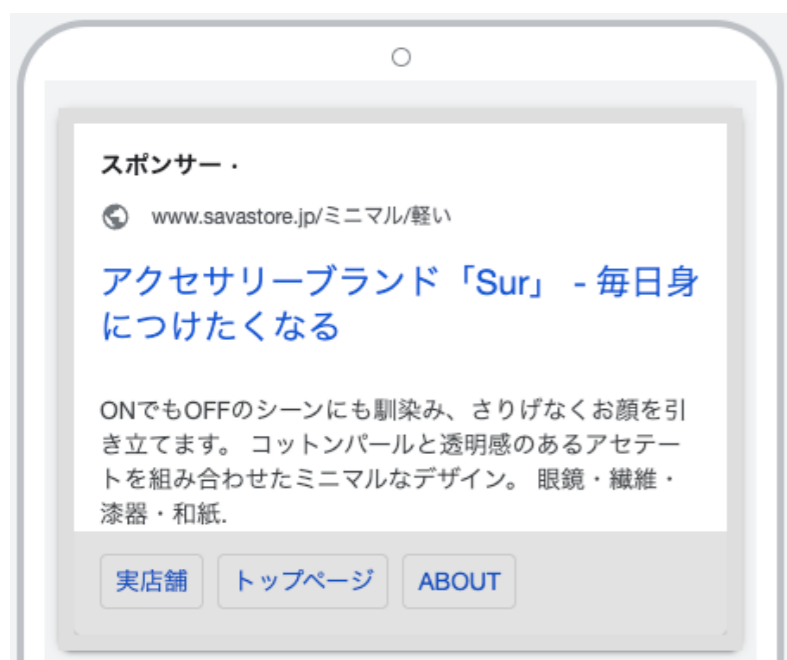 スポンサー・
www.savastore.jp/ミニマル/軽い
アクセサリーブランド「Sur」 - 毎日身
につけたくなる
ONでもOFFのシーンにも馴染み、さりげなくお顔を引
き立てます。 コットンパールと透明感のあるアセテー
トを組み合わせたミニマルなデザイン。 眼鏡・繊維・
漆器・和紙.
実店舗 トップページ ABOUT